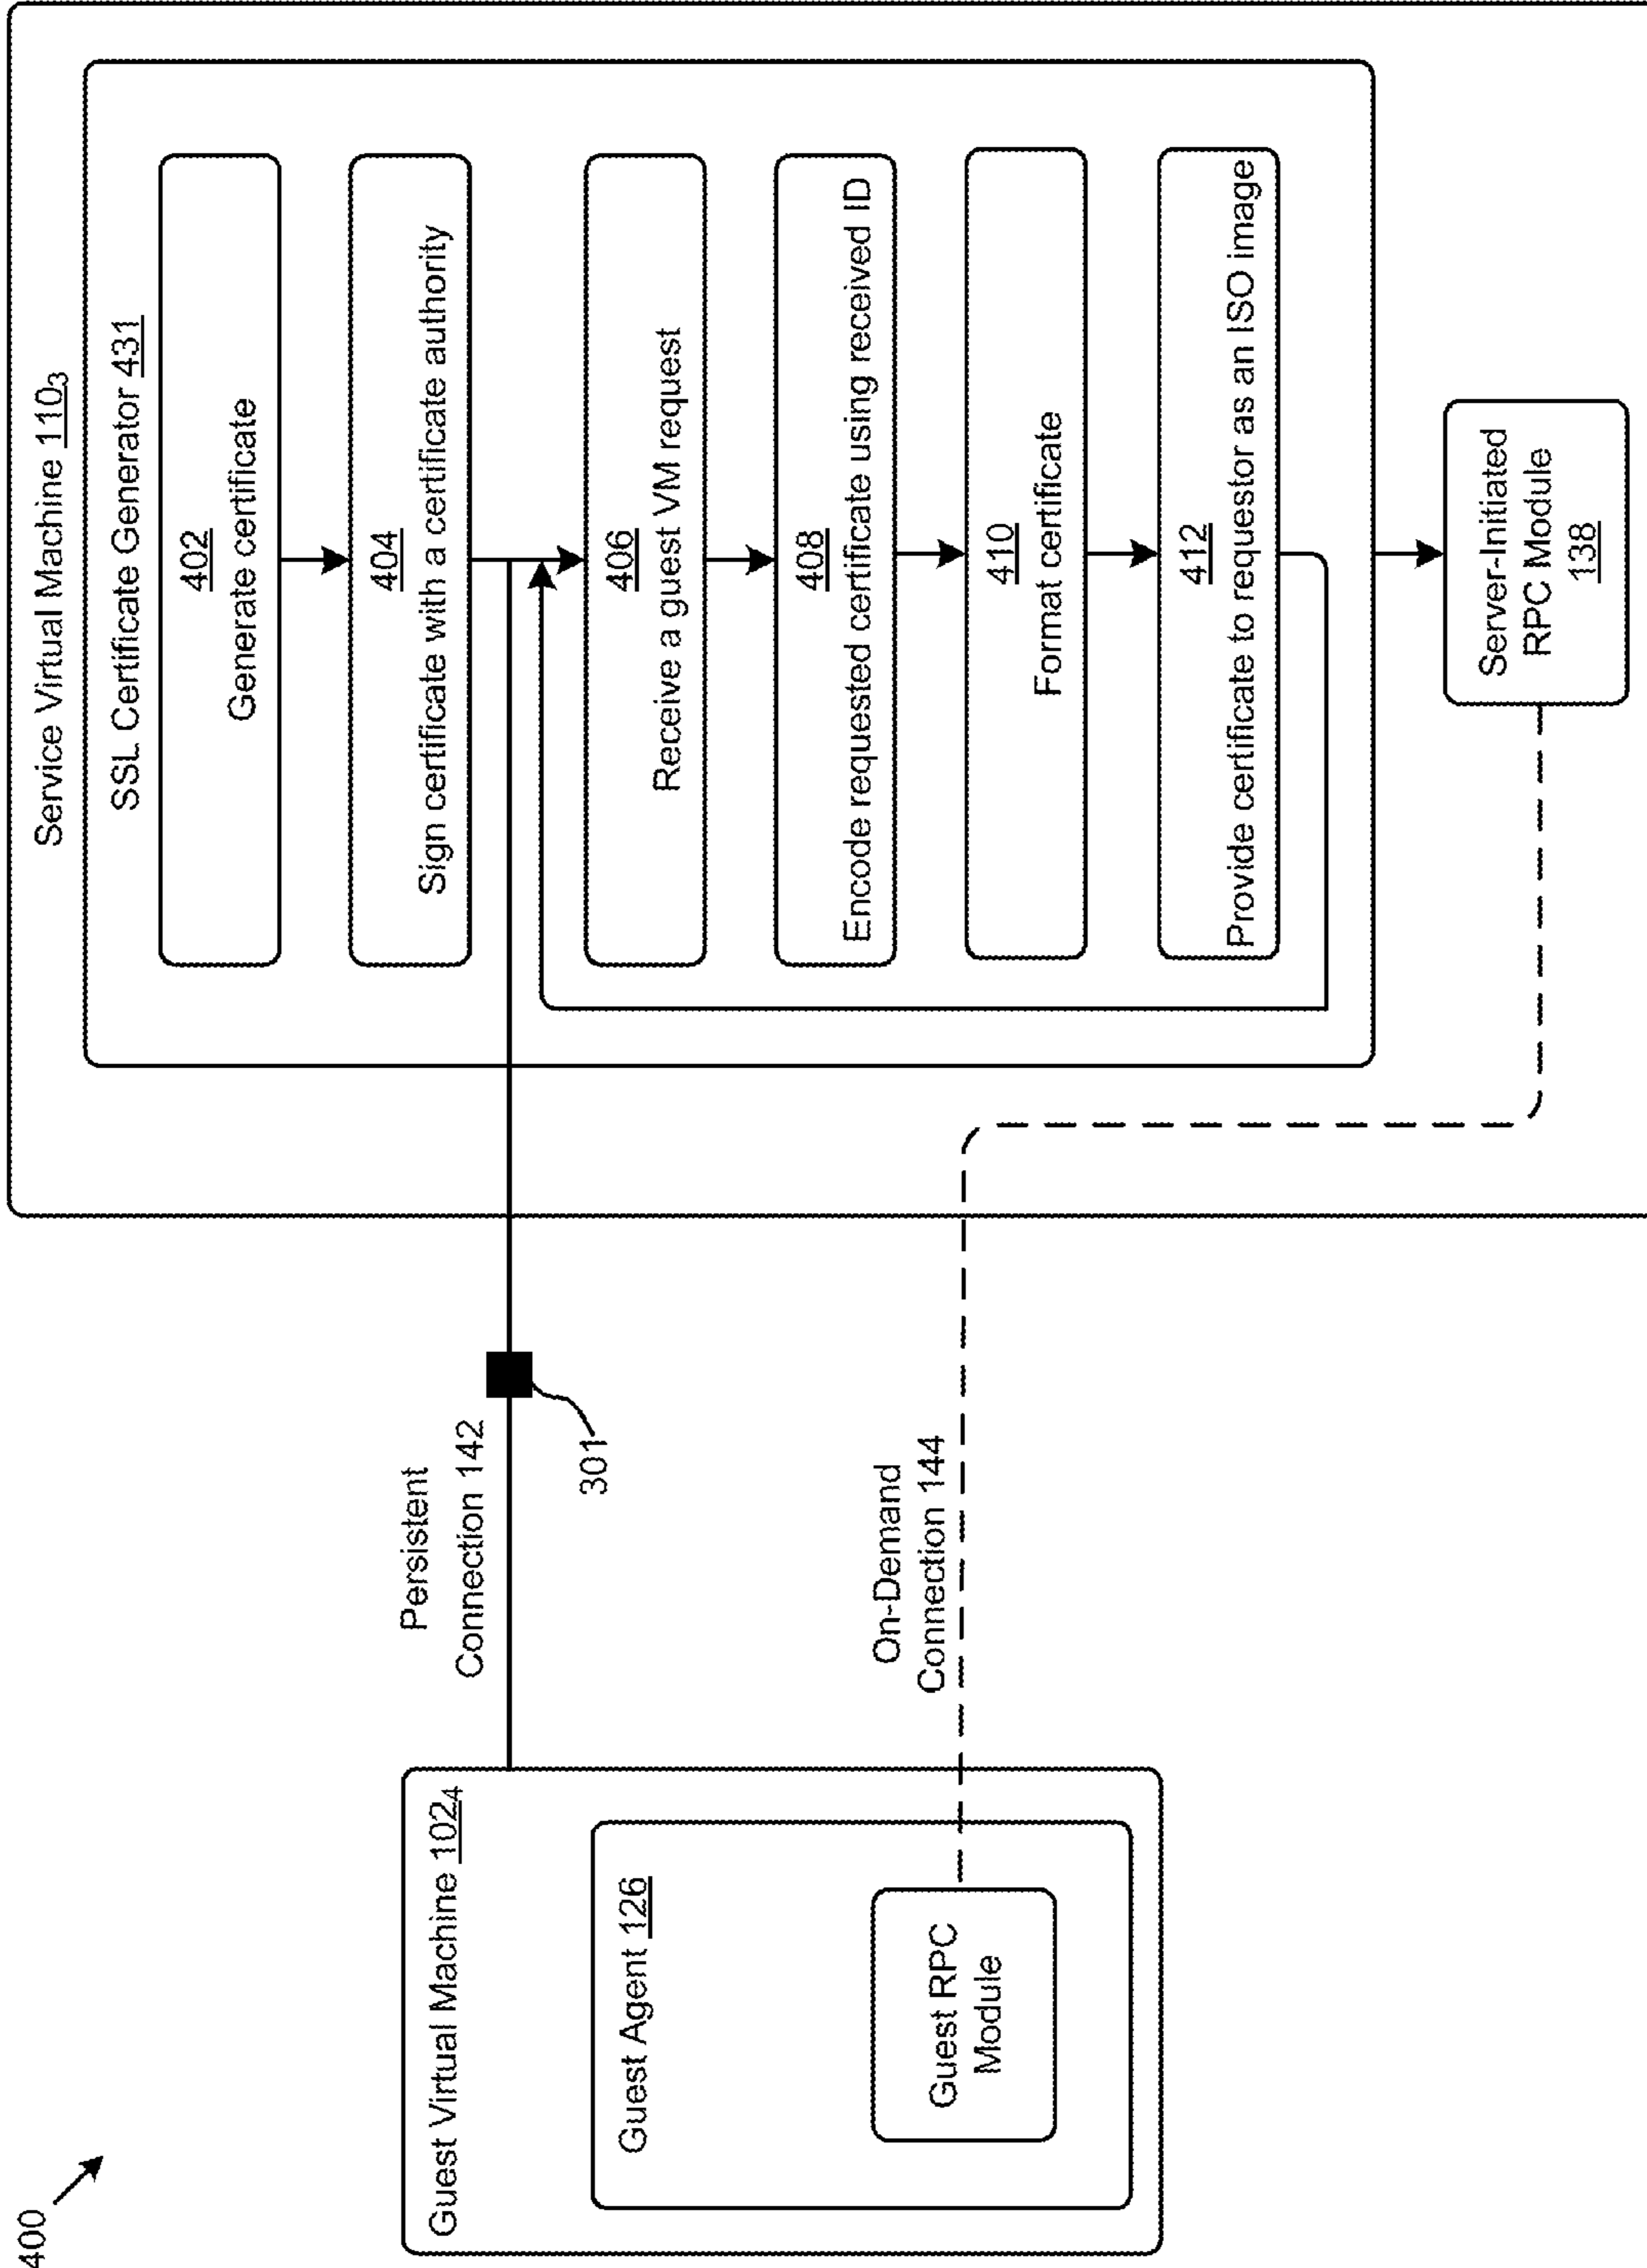 400
Guest Virtual Machine 102₄
Guest Agent 126
Guest RPC
Module
Persistent
Connection 142
301
On-Demand
Connection 144
Service Virtual Machine 110₃
SSL Certificate Generator 431
402
Generate certificate
404
Sign certificate with a certificate authority
406
Receive a guest VM request
408
Encode requested certificate using received ID
410
Format certificate
412
Provide certificate to requestor as an ISO image
Server-Initiated
RPC Module
138